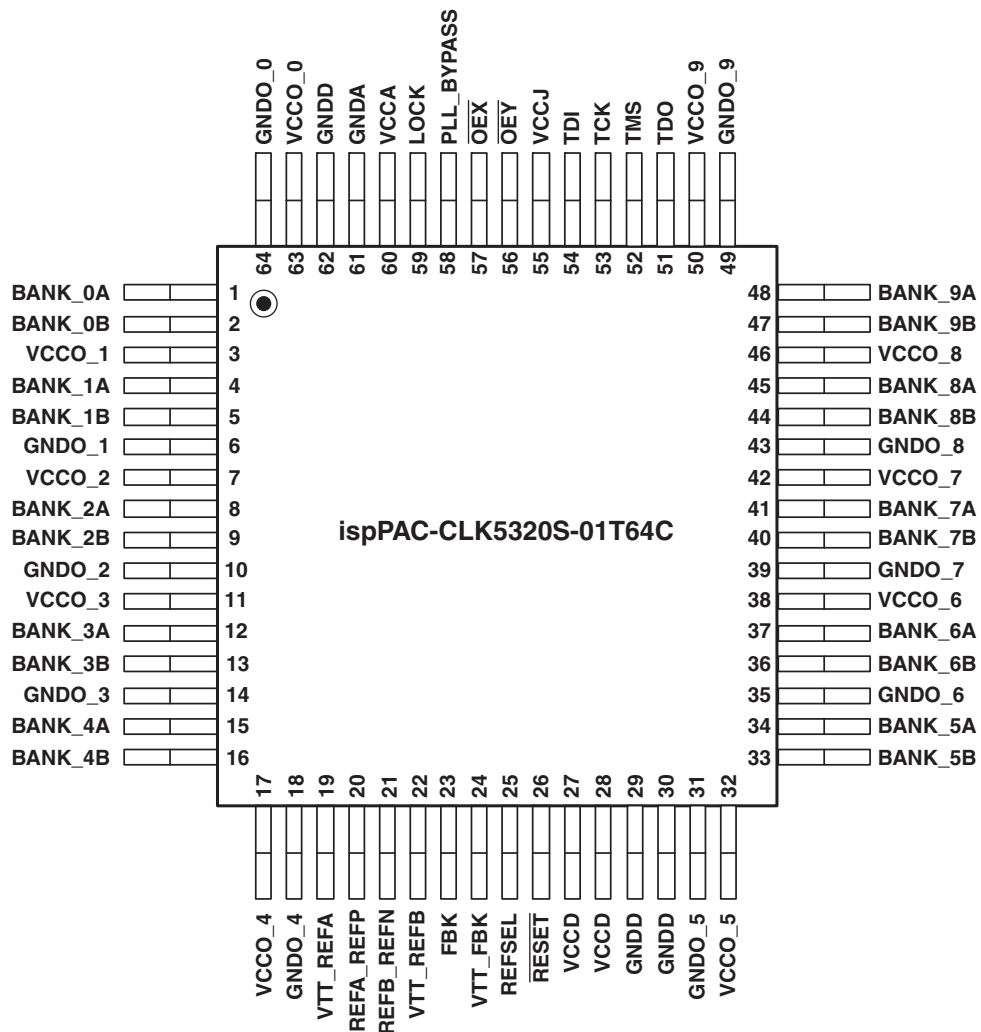 GNDO_0
VCCO_0
GNDD
GNDA
VCCA
LOCK
PLL_BYPASS
OEX
OEY
VCCJ
TDI
TCK
TMS
TDO
VCCO_9
GNDO_9
64 63 62 61 60 59 58 57 56 55 54 53 52 51 50 49
BANK_0A 1 48 BANK_9A
BANK_0B 2 47 BANK_9B
VCCO_1 3 46 VCCO_8
BANK_1A 4 45 BANK_8A
BANK_1B 5 44 BANK_8B
GNDO_1 6 43 GNDO_8
VCCO_2 7 42 VCCO_7
BANK_2A 8 41 BANK_7A
ispPAC-CLK5320S-01T64C
BANK_2B 9 40 BANK_7B
GNDO_2 10 39 GNDO_7
VCCO_3 11 38 VCCO_6
BANK_3A 12 37 BANK_6A
BANK_3B 13 36 BANK_6B
GNDO_3 14 35 GNDO_6
BANK_4A 15 34 BANK_5A
BANK_4B 16 33 BANK_5B
17 18 19 20 21 22 23 24 25 26 27 28 29 30 31 32
VCCO_4
GNDO_4
VTT_REFA
REFA_REFP
REFB_REFN
VTT_REFB
FBK
VTT_FBK
REFSEL
RESET
VCCD
VCCD
GNDD
GNDD
GNDO_5
VCCO_5